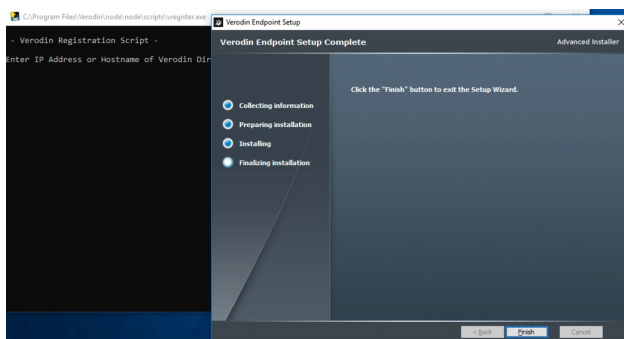 C:\Program Files\Verodin\node\node\scripts\vregister.exe
- Verodin Registration Script -
Enter IP Address or Hostname of Verodin Dir
Verodin Endpoint Setup
Verodin Endpoint Setup Complete
Advanced Installer
Click the "Finish" button to exit the Setup Wizard.
Collecting information
Preparing installation
Installing
Finalizing installation
< Back
Finish
Cancel